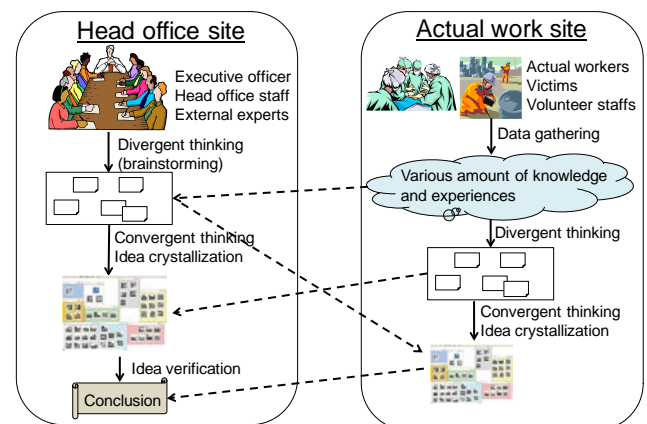 Head office site
Executive officer
Head office staff
External experts
Divergent thinking
(brainstorming)
Convergent thinking
Idea crystallization
Idea verification
Conclusion
Actual work site
Actual workers
Victims
Volunteer staffs
Data gathering
Various amount of knowledge
and experiences
Divergent thinking
Convergent thinking
Idea crystallization